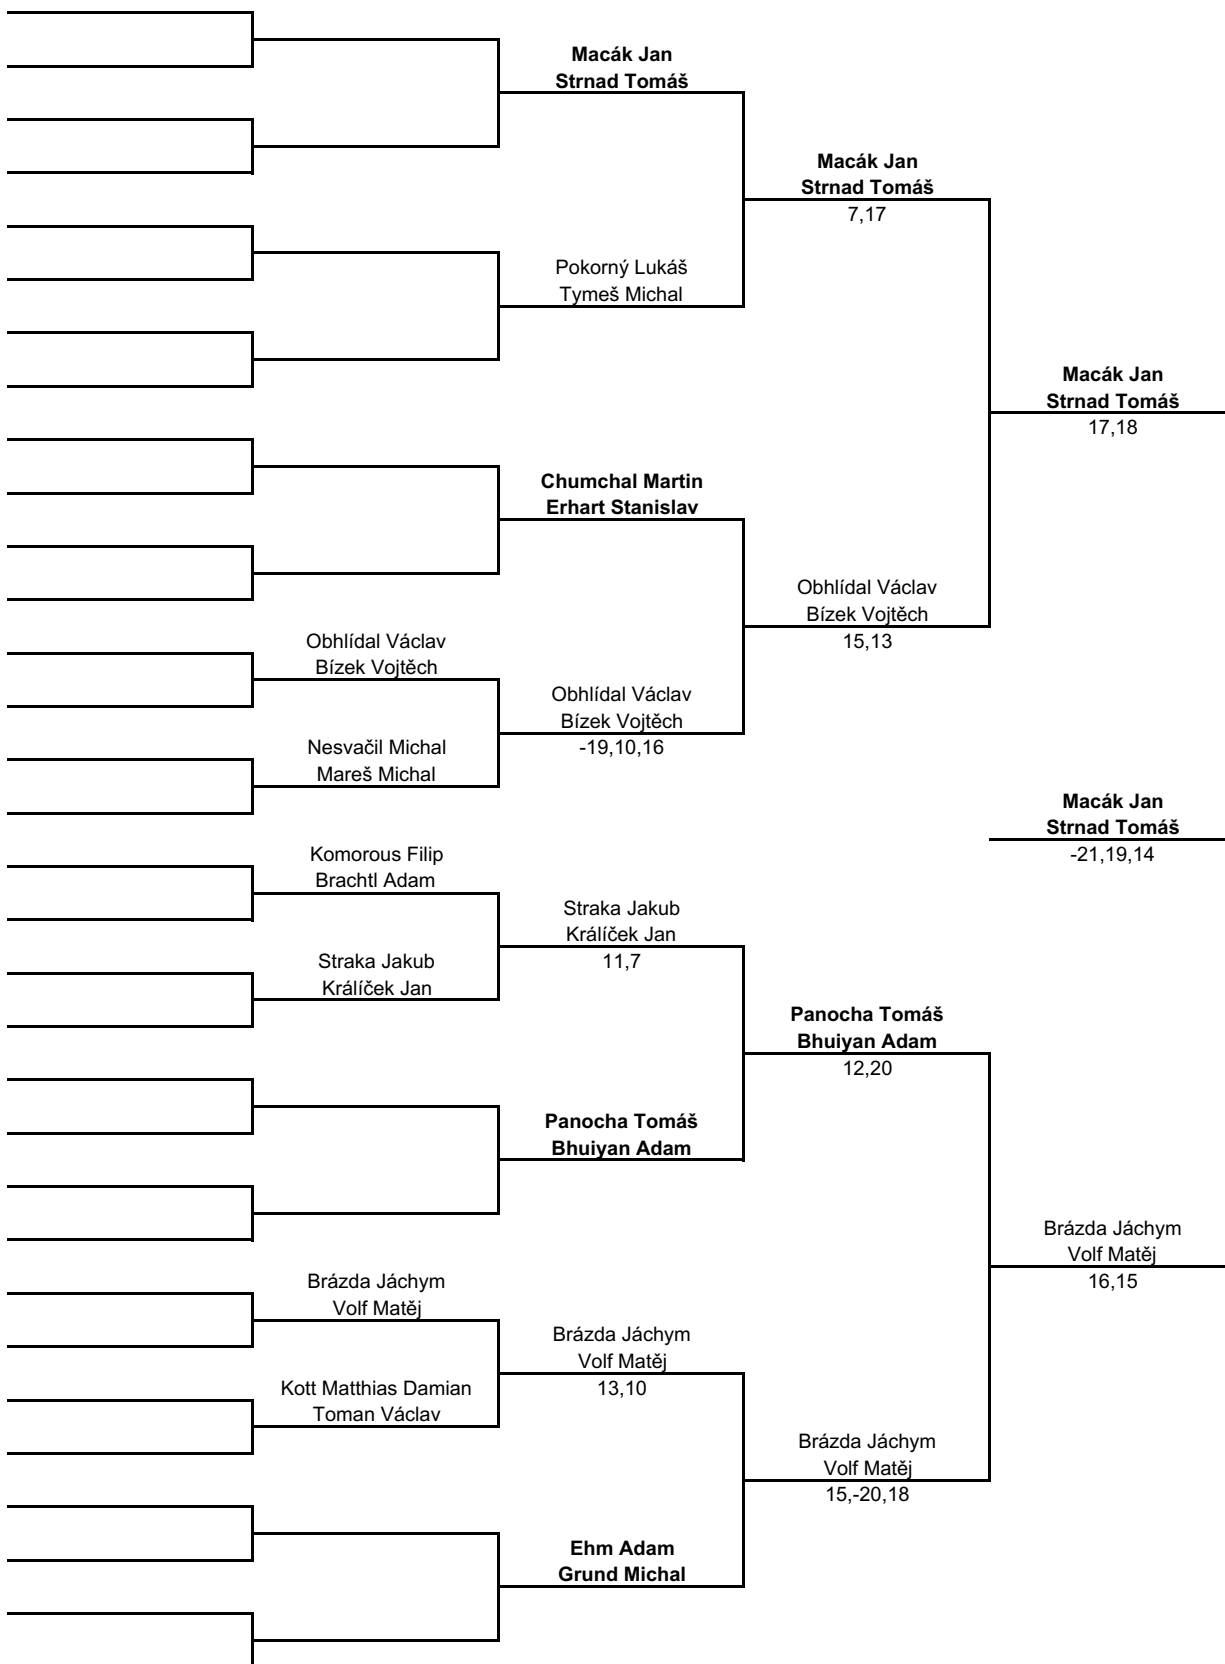 Macák Jan
Strnad Tomáš
Macák Jan
Strnad Tomáš
7,17
Pokorný Lukáš
Tymeš Michal
Macák Jan
Strnad Tomáš
17,18
Chumchal Martin
Erhart Stanislav
Obhlídal Václav
Bízek Vojtěch
15,13
Obhlídal Václav
Bízek Vojtěch
Obhlídal Václav
Bízek Vojtěch
-19,10,16
Nesvačil Michal
Mareš Michal
Macák Jan
Strnad Tomáš
-21,19,14
Komorous Filip
Brachtl Adam
Straka Jakub
Králíček Jan
11,7
Straka Jakub
Králíček Jan
Panocha Tomáš
Bhuiyan Adam
12,20
Panocha Tomáš
Bhuiyan Adam
Brázda Jáchym
Volf Matěj
16,15
Brázda Jáchym
Volf Matěj
Brázda Jáchym
Volf Matěj
13,10
Kott Matthias Damian
Toman Václav
Brázda Jáchym
Volf Matěj
15,-20,18
Ehm Adam
Grund Michal